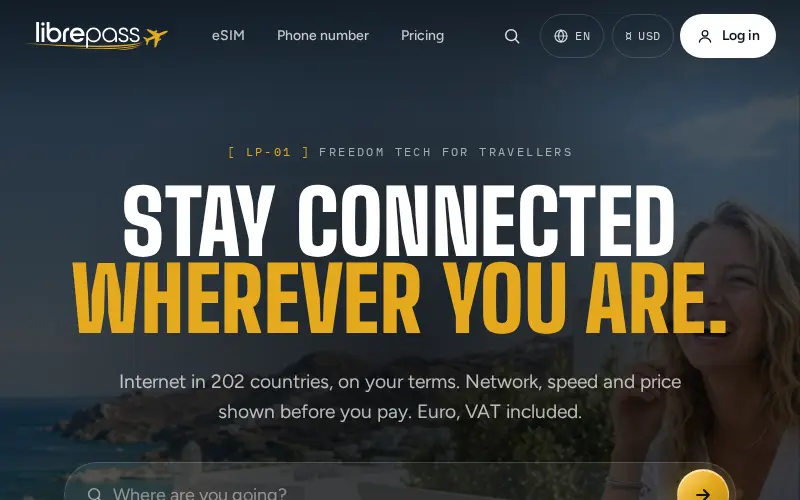 librepass
eSIM
Phone number
Pricing
EN
¤ USD
Log in
[ LP-01 ] FREEDOM TECH FOR TRAVELLERS
STAY CONNECTED
WHEREVER YOU ARE.
Internet in 202 countries, on your terms. Network, speed and price
shown before you pay. Euro, VAT included.
Where are you going?